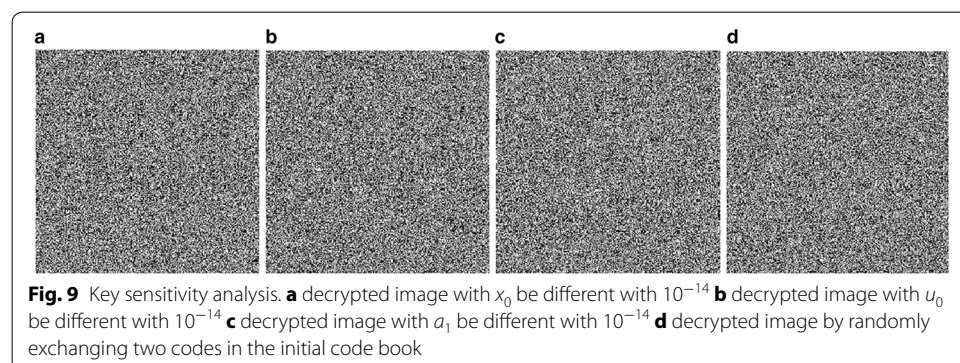 a b c d
Fig. 9 Key sensitivity analysis. a decrypted image with x₀ be different with 10⁻¹⁴ b decrypted image with u₀
be different with 10⁻¹⁴ c decrypted image with a₁ be different with 10⁻¹⁴ d decrypted image by randomly
exchanging two codes in the initial code book